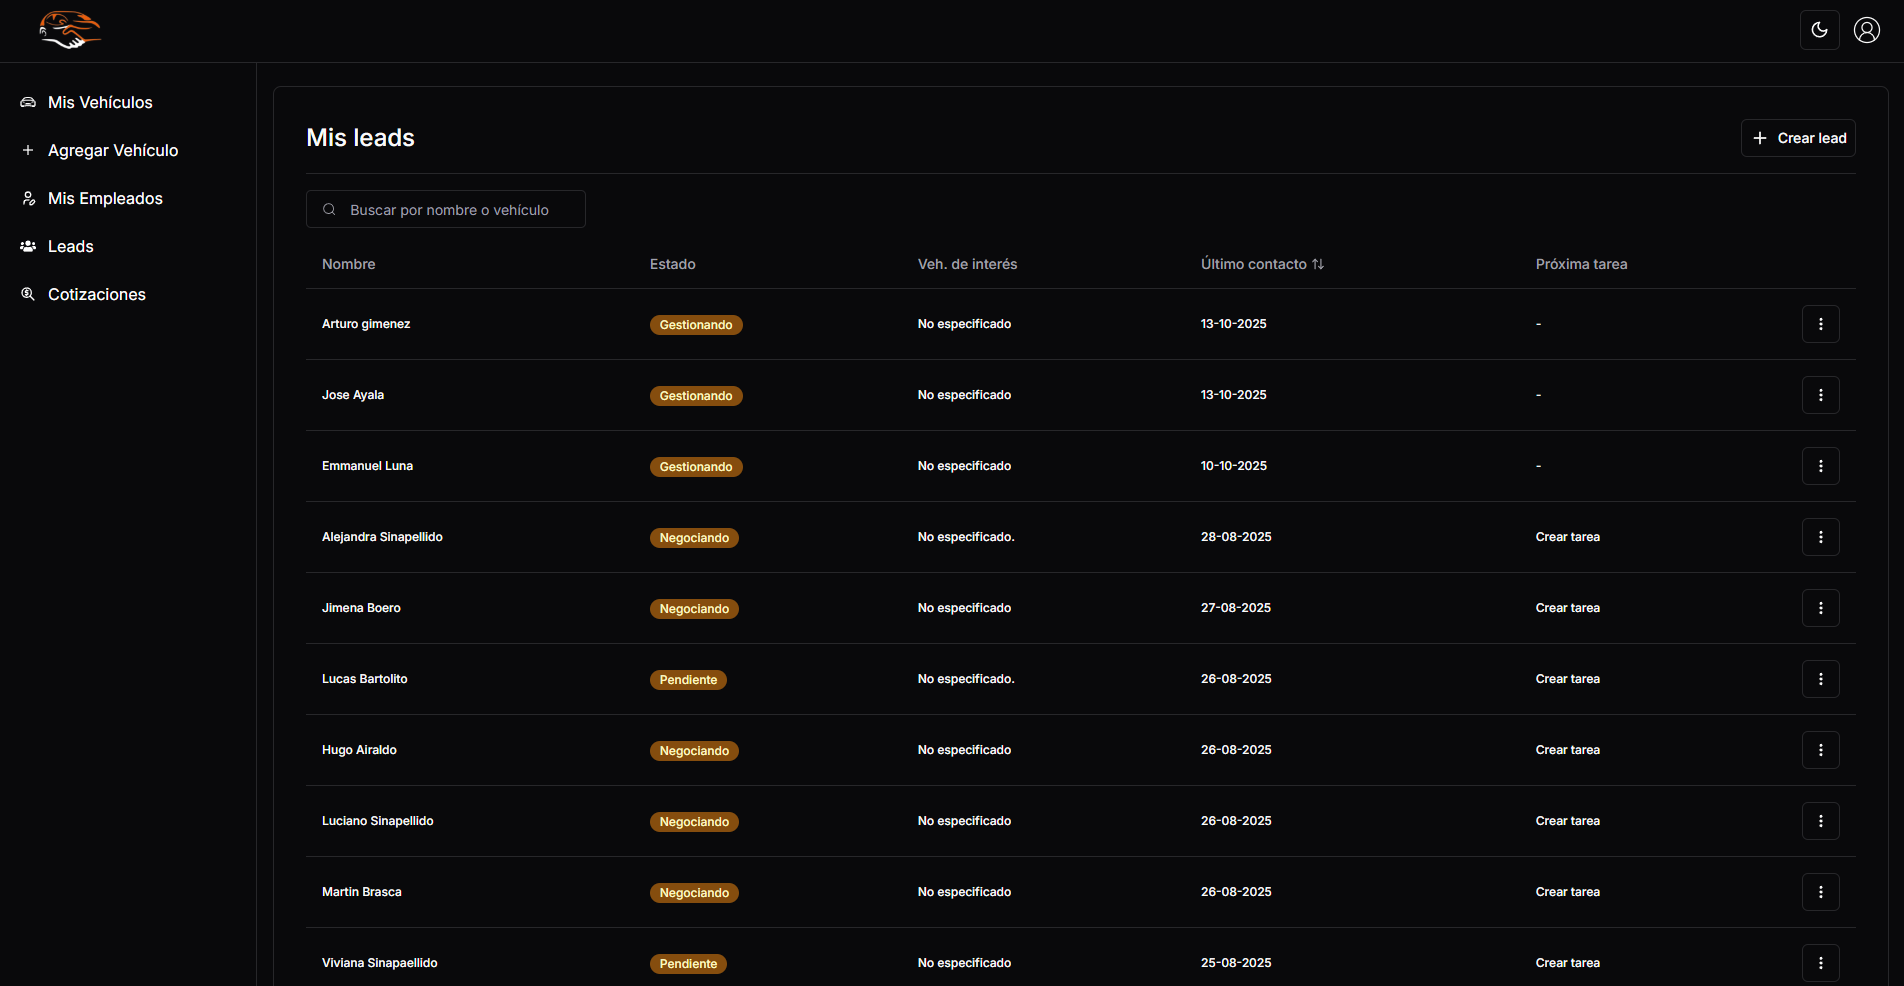 Mis Vehículos
Agregar Vehículo
Mis Empleados
Leads
Cotizaciones
Mis leads
Crear lead
Buscar por nombre o vehículo
Nombre Estado Veh. de interés Último contacto Próxima tarea
Arturo gimenez Gestionando No especificado 13-10-2025 -
Jose Ayala Gestionando No especificado 13-10-2025 -
Emmanuel Luna Gestionando No especificado 10-10-2025 -
Alejandra Sinapellido Negociando No especificado. 28-08-2025 Crear tarea
Jimena Boero Negociando No especificado 27-08-2025 Crear tarea
Lucas Bartolito Pendiente No especificado. 26-08-2025 Crear tarea
Hugo Airaldo Negociando No especificado 26-08-2025 Crear tarea
Luciano Sinapellido Negociando No especificado 26-08-2025 Crear tarea
Martin Brasca Negociando No especificado 26-08-2025 Crear tarea
Viviana Sinapaellido Pendiente No especificado 25-08-2025 Crear tarea